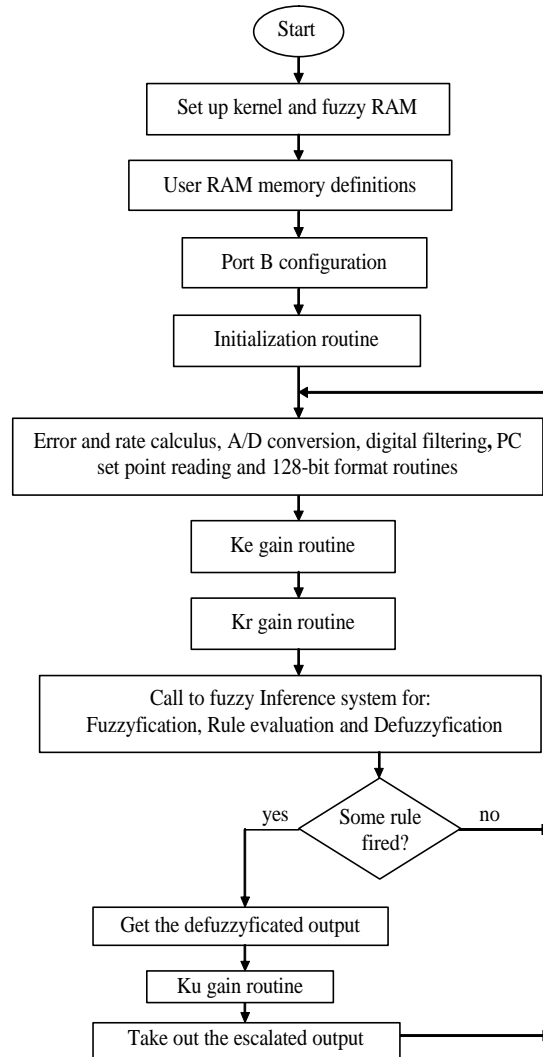 Start
Set up kernel and fuzzy RAM
User RAM memory definitions
Port B configuration
Initialization routine
Error and rate calculus, A/D conversion, digital filtering, PC
set point reading and 128-bit format routines
Ke gain routine
Kr gain routine
Call to fuzzy Inference system for:
Fuzzyfication, Rule evaluation and Defuzzyfication
yes
Some rule
fired?
no
Get the defuzzyficated output
Ku gain routine
Take out the escalated output